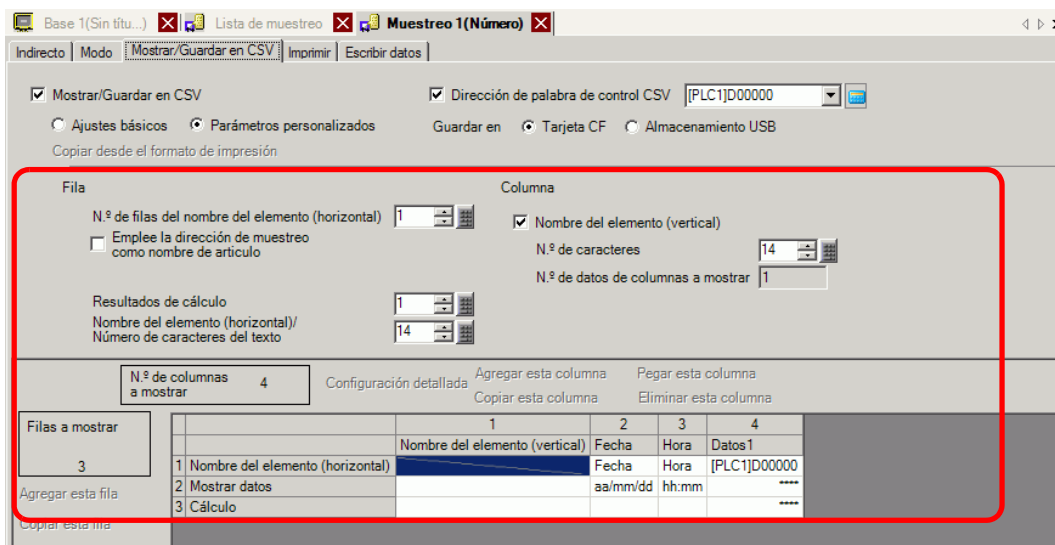 Base 1(Sin títu...) Lista de muestreo Muestreo 1(Número)
Indirecto Modo Mostrar/Guardar en CSV Imprimir Escribir datos
Mostrar/Guardar en CSV Dirección de palabra de control CSV [PLC1]D00000
Ajustes básicos Parámetros personalizados Guardar en Tarjeta CF Almacenamiento USB
Copiar desde el formato de impresión
Fila Columna
N.º de filas del nombre del elemento (horizontal) 1 Nombre del elemento (vertical)
Emplee la dirección de muestreo
como nombre de articulo
N.º de caracteres 14
N.º de datos de columnas a mostrar 1
Resultados de cálculo 1
Nombre del elemento (horizontal)/
Número de caracteres del texto 14
N.º de columnas
a mostrar 4 Configuración detallada Agregar esta columna Pegar esta columna
Copiar esta columna Eliminar esta columna
Filas a mostrar
3
1 2 3 4
Nombre del elemento (vertical) Fecha Hora Datos1
1 Nombre del elemento (horizontal) Fecha Hora [PLC1]D00000
2 Mostrar datos aa/mm/dd hh:mm ****
3 Cálculo ****
Agregar esta fila
Copiar esta fila